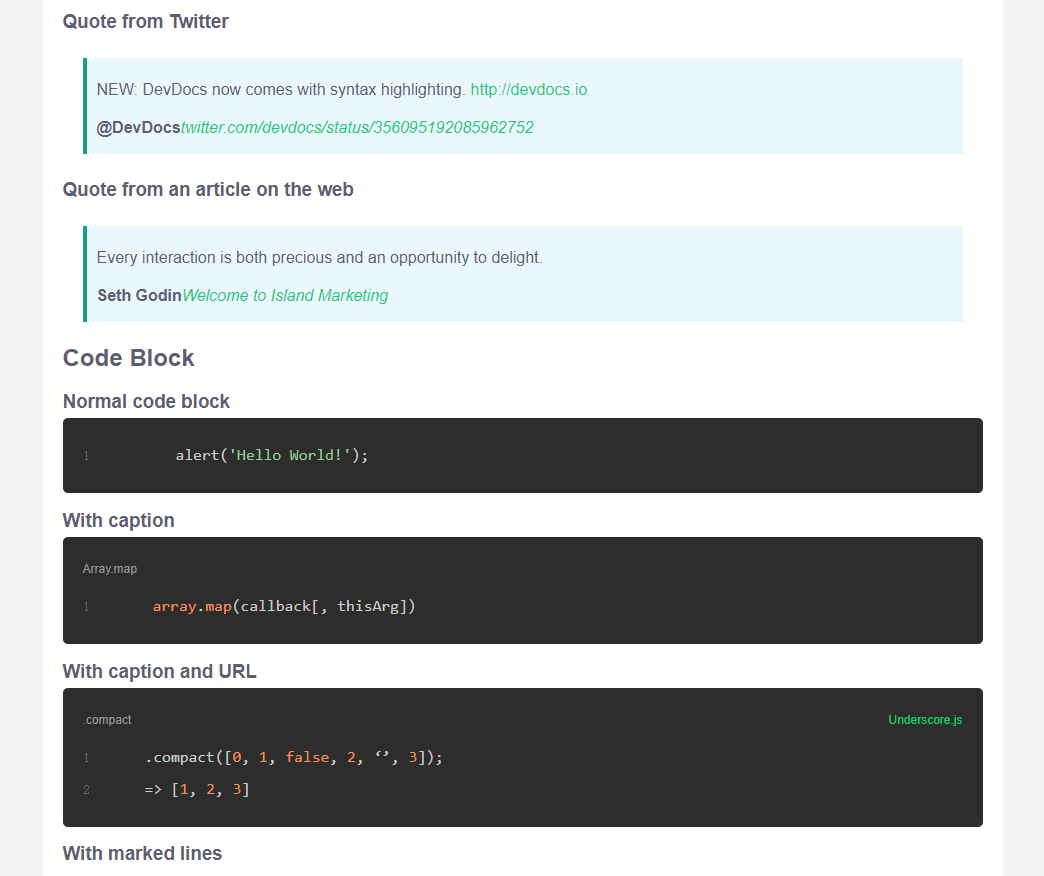 Quote from Twitter
NEW: DevDocs now comes with syntax highlighting. http://devdocs.io
@DevDocstwitter.com/devdocs/status/356095192085962752
Quote from an article on the web
Every interaction is both precious and an opportunity to delight.
Seth GodinWelcome to Island Marketing
Code Block
Normal code block
1 alert('Hello World!');
With caption
Array.map
1 array.map(callback[, thisArg])
With caption and URL
.compact Underscore.js
1 .compact([0, 1, false, 2, ‘’, 3]);
2 => [1, 2, 3]
With marked lines